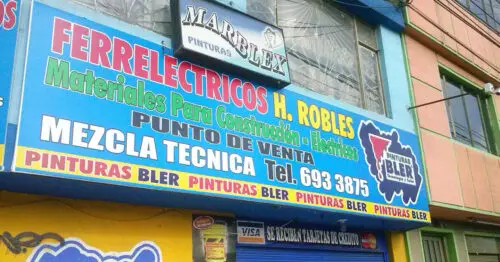 MARBLEX
PINTURAS
FERRELECTRICOS H. ROBLES
Materiales Para Construcción - Electricos
PUNTO DE VENTA
MEZCLA TECNICA Tel. 693 3875
PINTURAS
BLER
PINTURAS BLER PINTURAS BLER PINTURAS BLER PINTURAS BLER
VISA
SE RECIBEN TARJETAS DE CREDITO